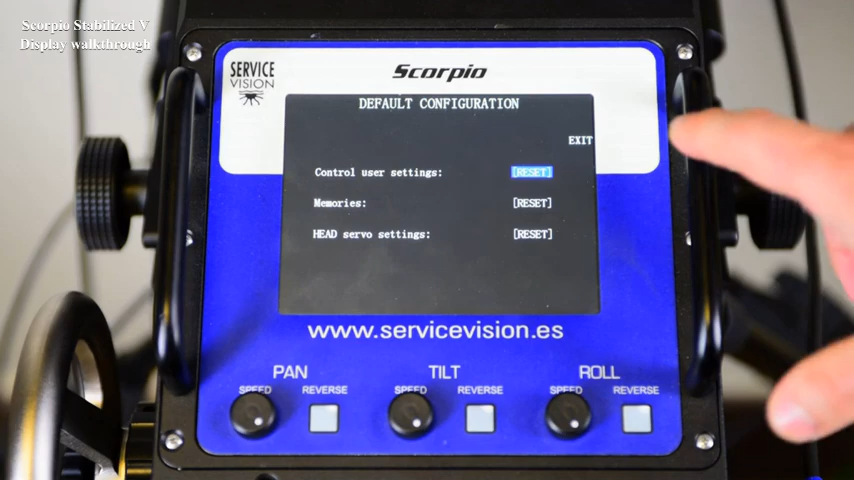 Scorpio Stabilized V
Display walkthrough
SERVICE
VISION
Scorpio
DEFAULT CONFIGURATION
EXIT
Control user settings: [RESET]
Memories: [RESET]
HEAD servo settings: [RESET]
www.servicevision.es
PAN TILT ROLL
SPEED REVERSE SPEED REVERSE SPEED REVERSE